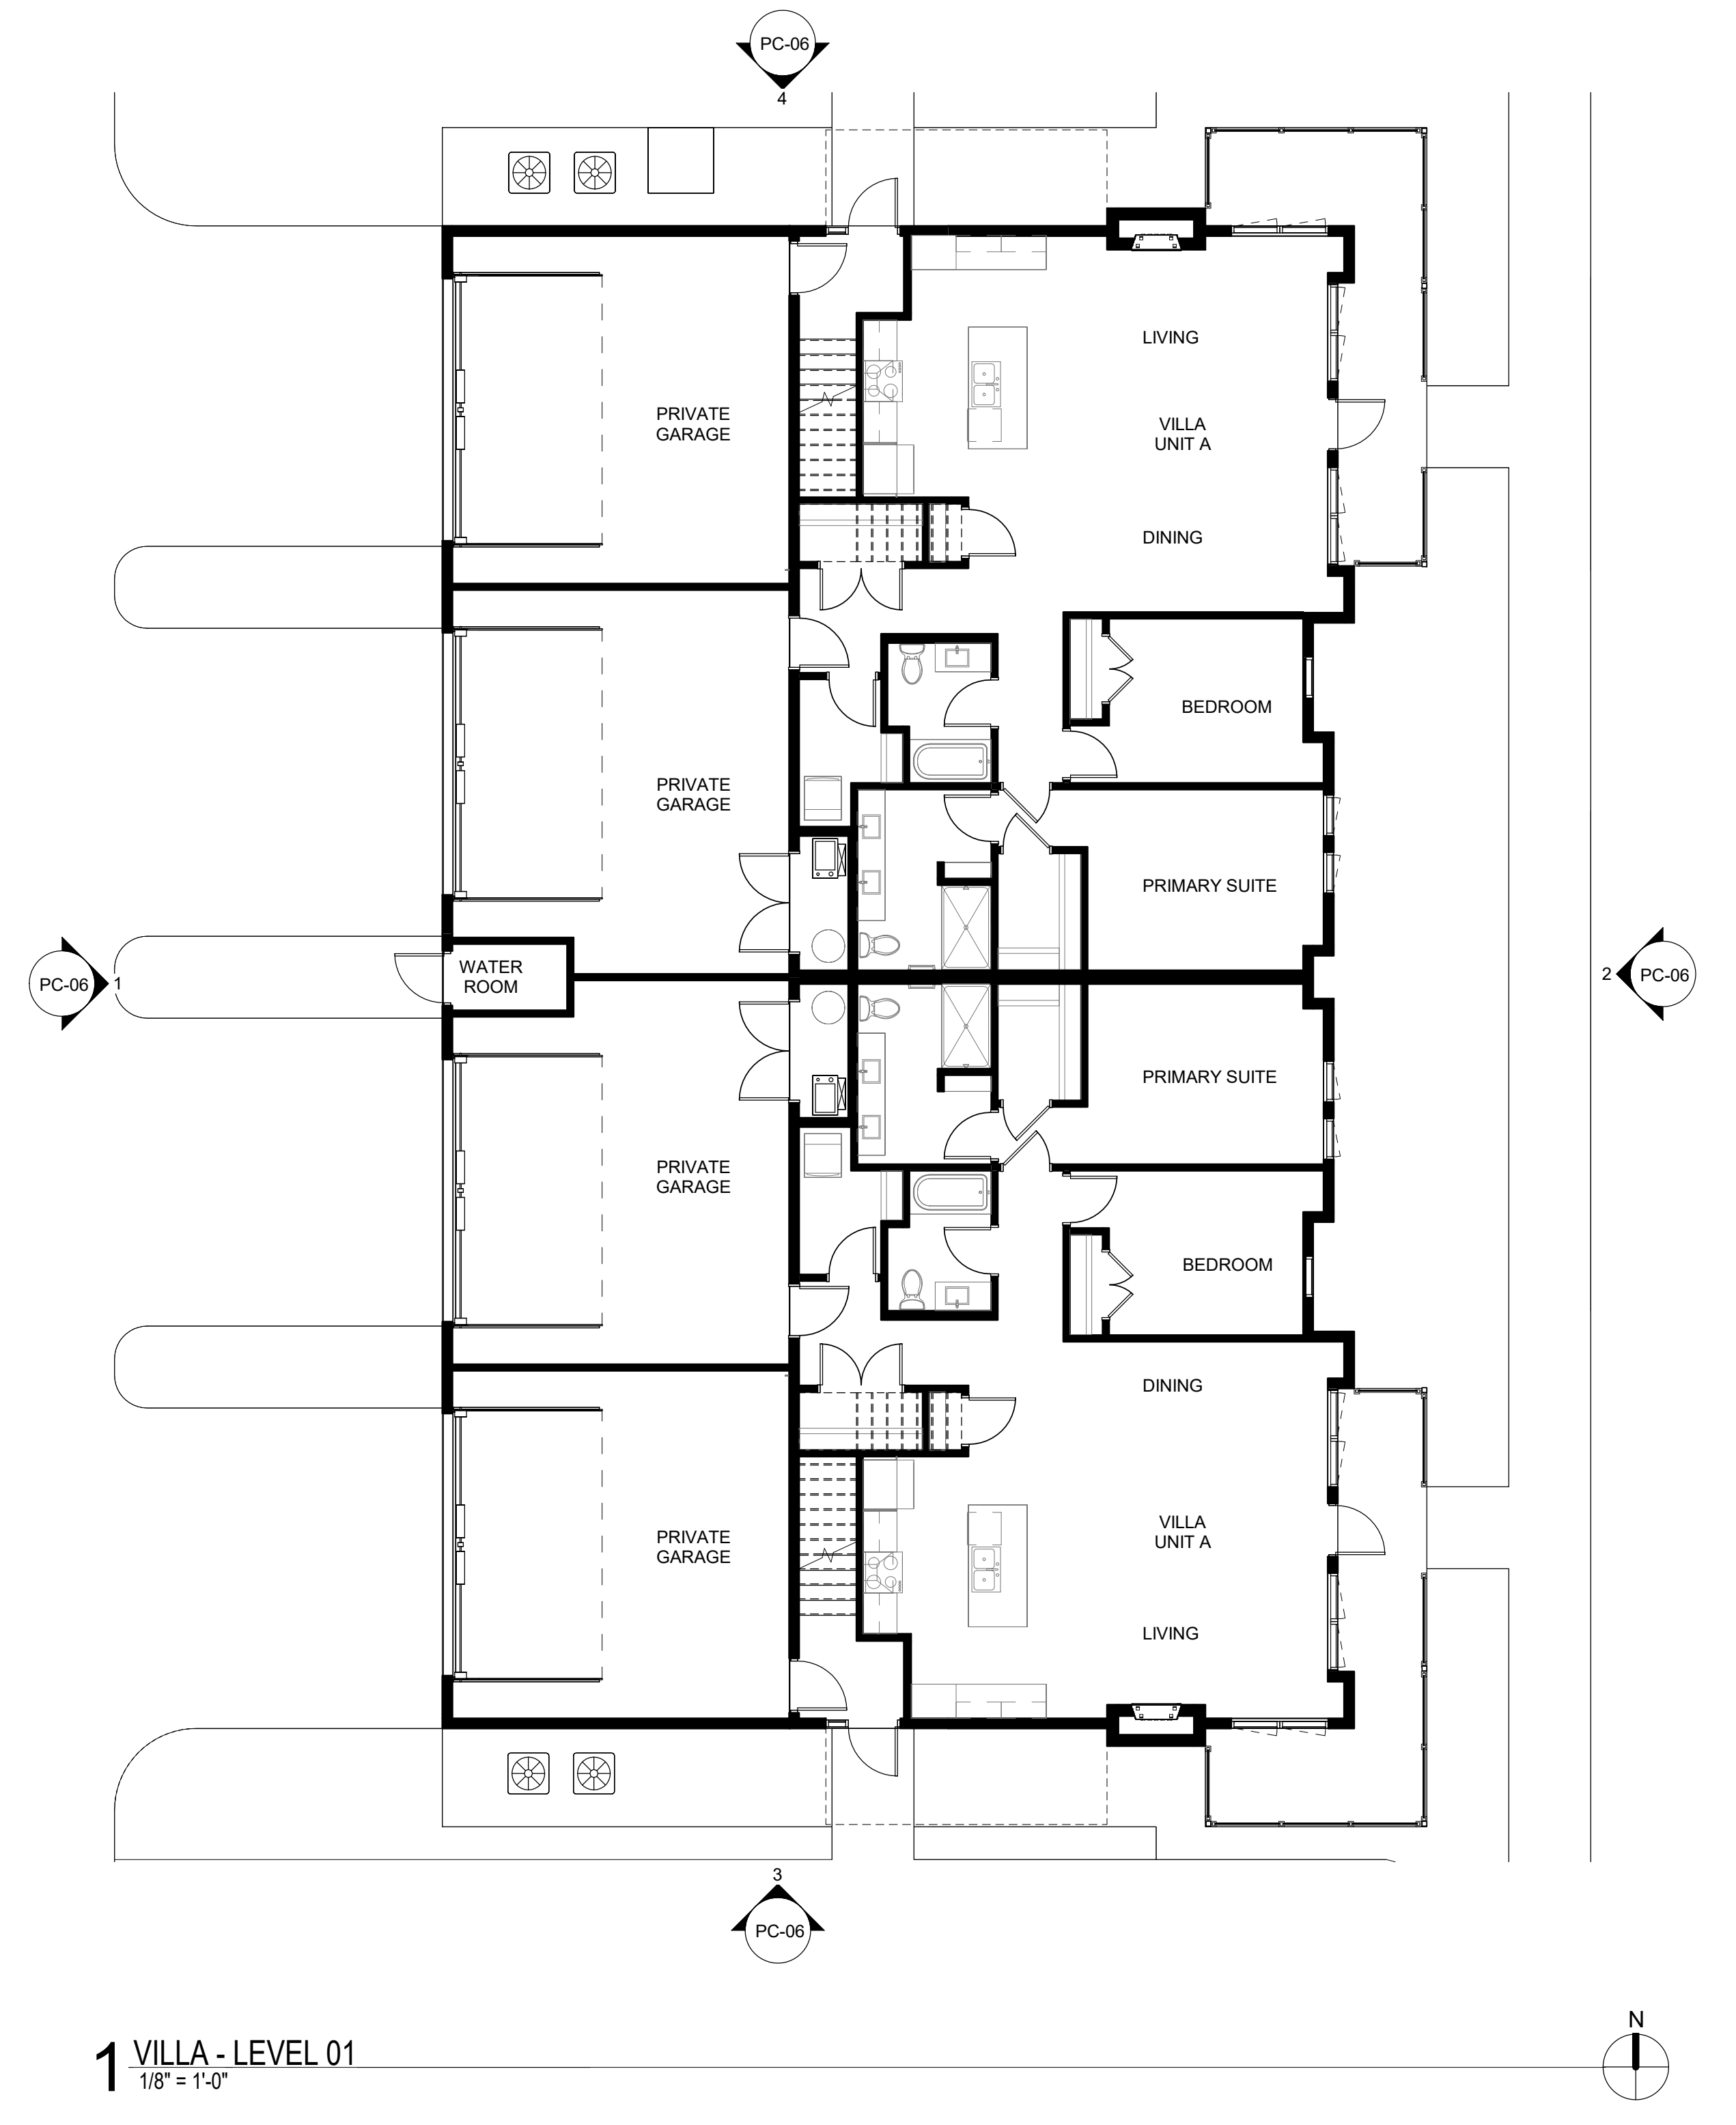 PC-06
4
LIVING
PRIVATE
GARAGE
VILLA
UNIT A
DINING
BEDROOM
PRIVATE
GARAGE
PRIMARY SUITE
WATER
ROOM
PC-06
1
2
PC-06
PRIMARY SUITE
PRIVATE
GARAGE
BEDROOM
DINING
VILLA
UNIT A
PRIVATE
GARAGE
LIVING
3
PC-06
N
1
VILLA - LEVEL 01
1/8" = 1'-0"